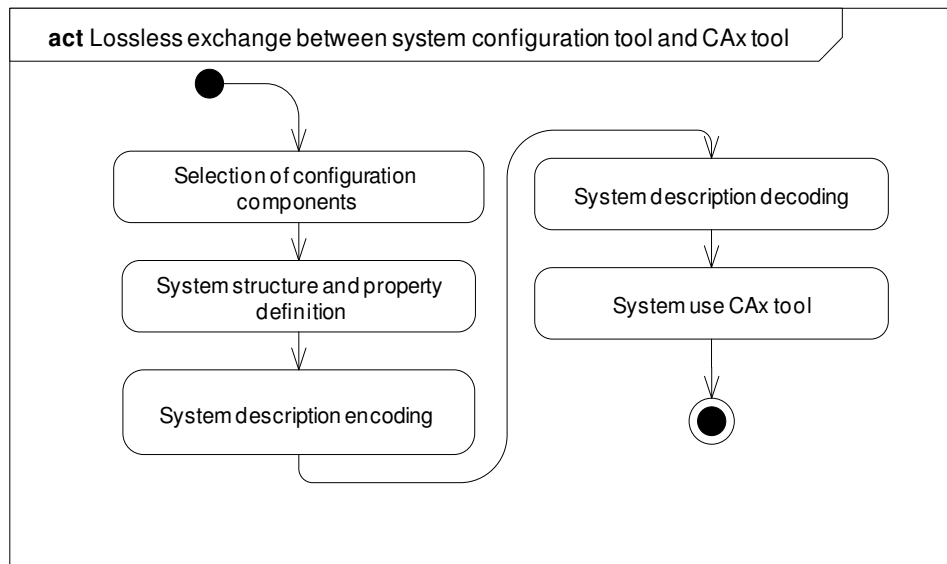 act Lossless exchange between system configuration tool and CAx tool
Selection of configuration
components
System structure and property
definition
System description encoding
System description decoding
System use CAx tool